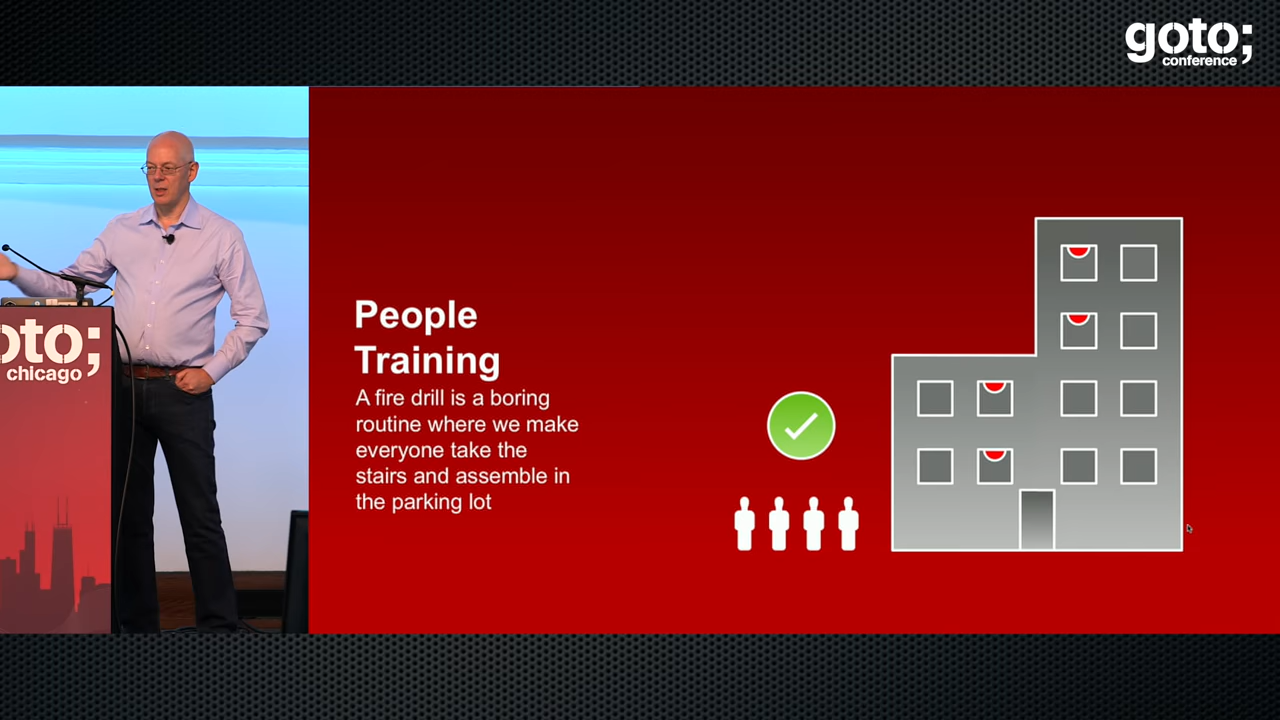 goto;
conference
oto;
chicago
People
Training
A fire drill is a boring
routine where we make
everyone take the
stairs and assemble in
the parking lot